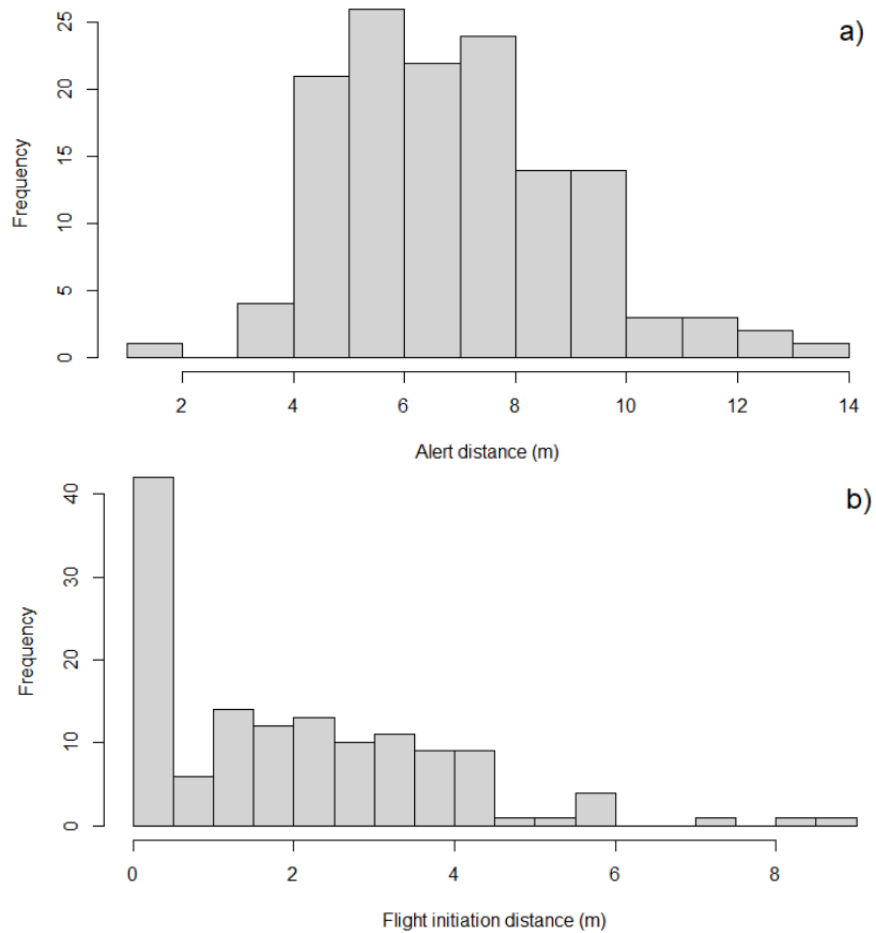 a)
25
20
15
10
5
0
Frequency
2 4 6 8 10 12 14
Alert distance (m)
b)
40
30
20
10
0
Frequency
0 2 4 6 8
Flight initiation distance (m)